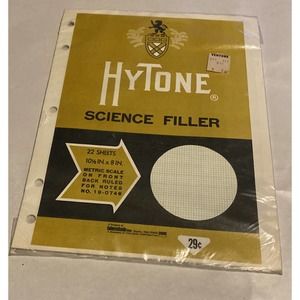 HYTONE®
SCIENCE FILLER
22 SHEETS
10½ IN. X 8 IN.
METRIC SCALE
ON FRONT
BACK RULED
FOR NOTES
NO. 19-0746
29¢